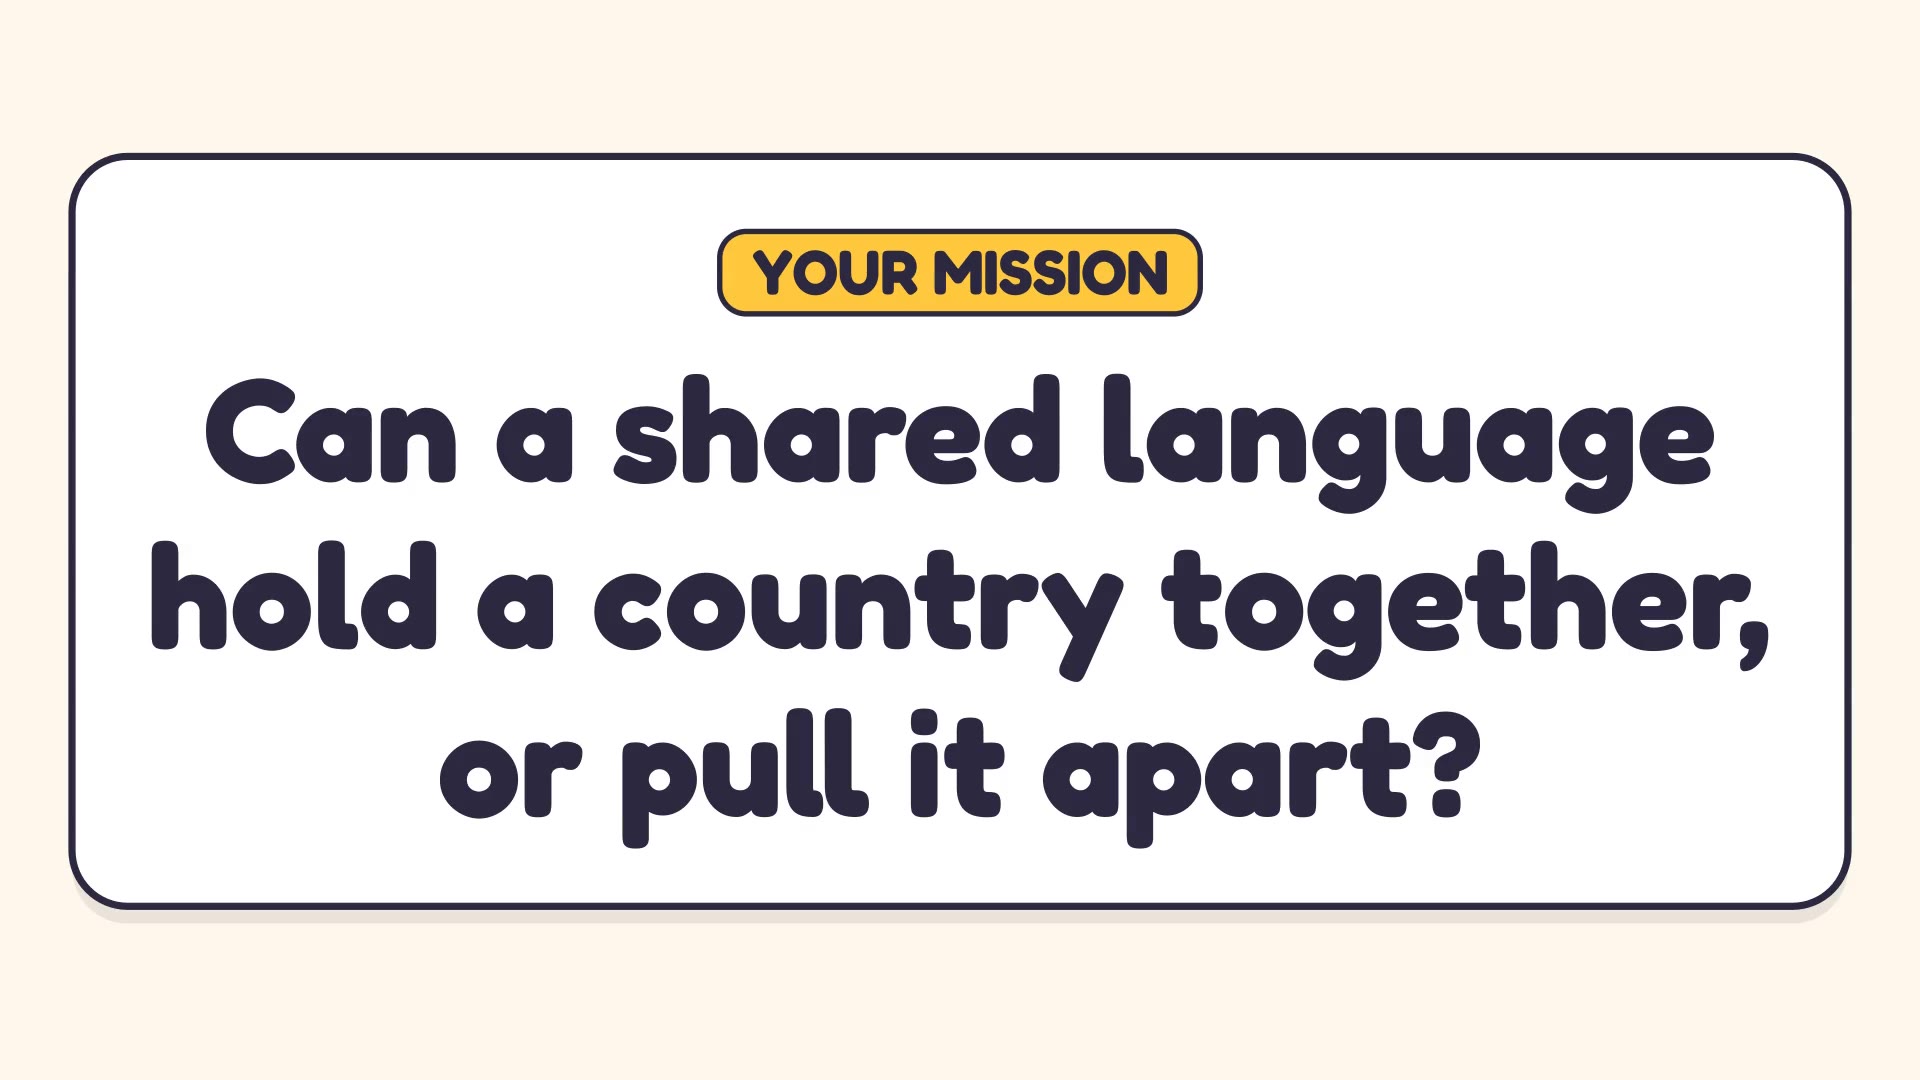 YOUR MISSION
Can a shared language
hold a country together,
or pull it apart?